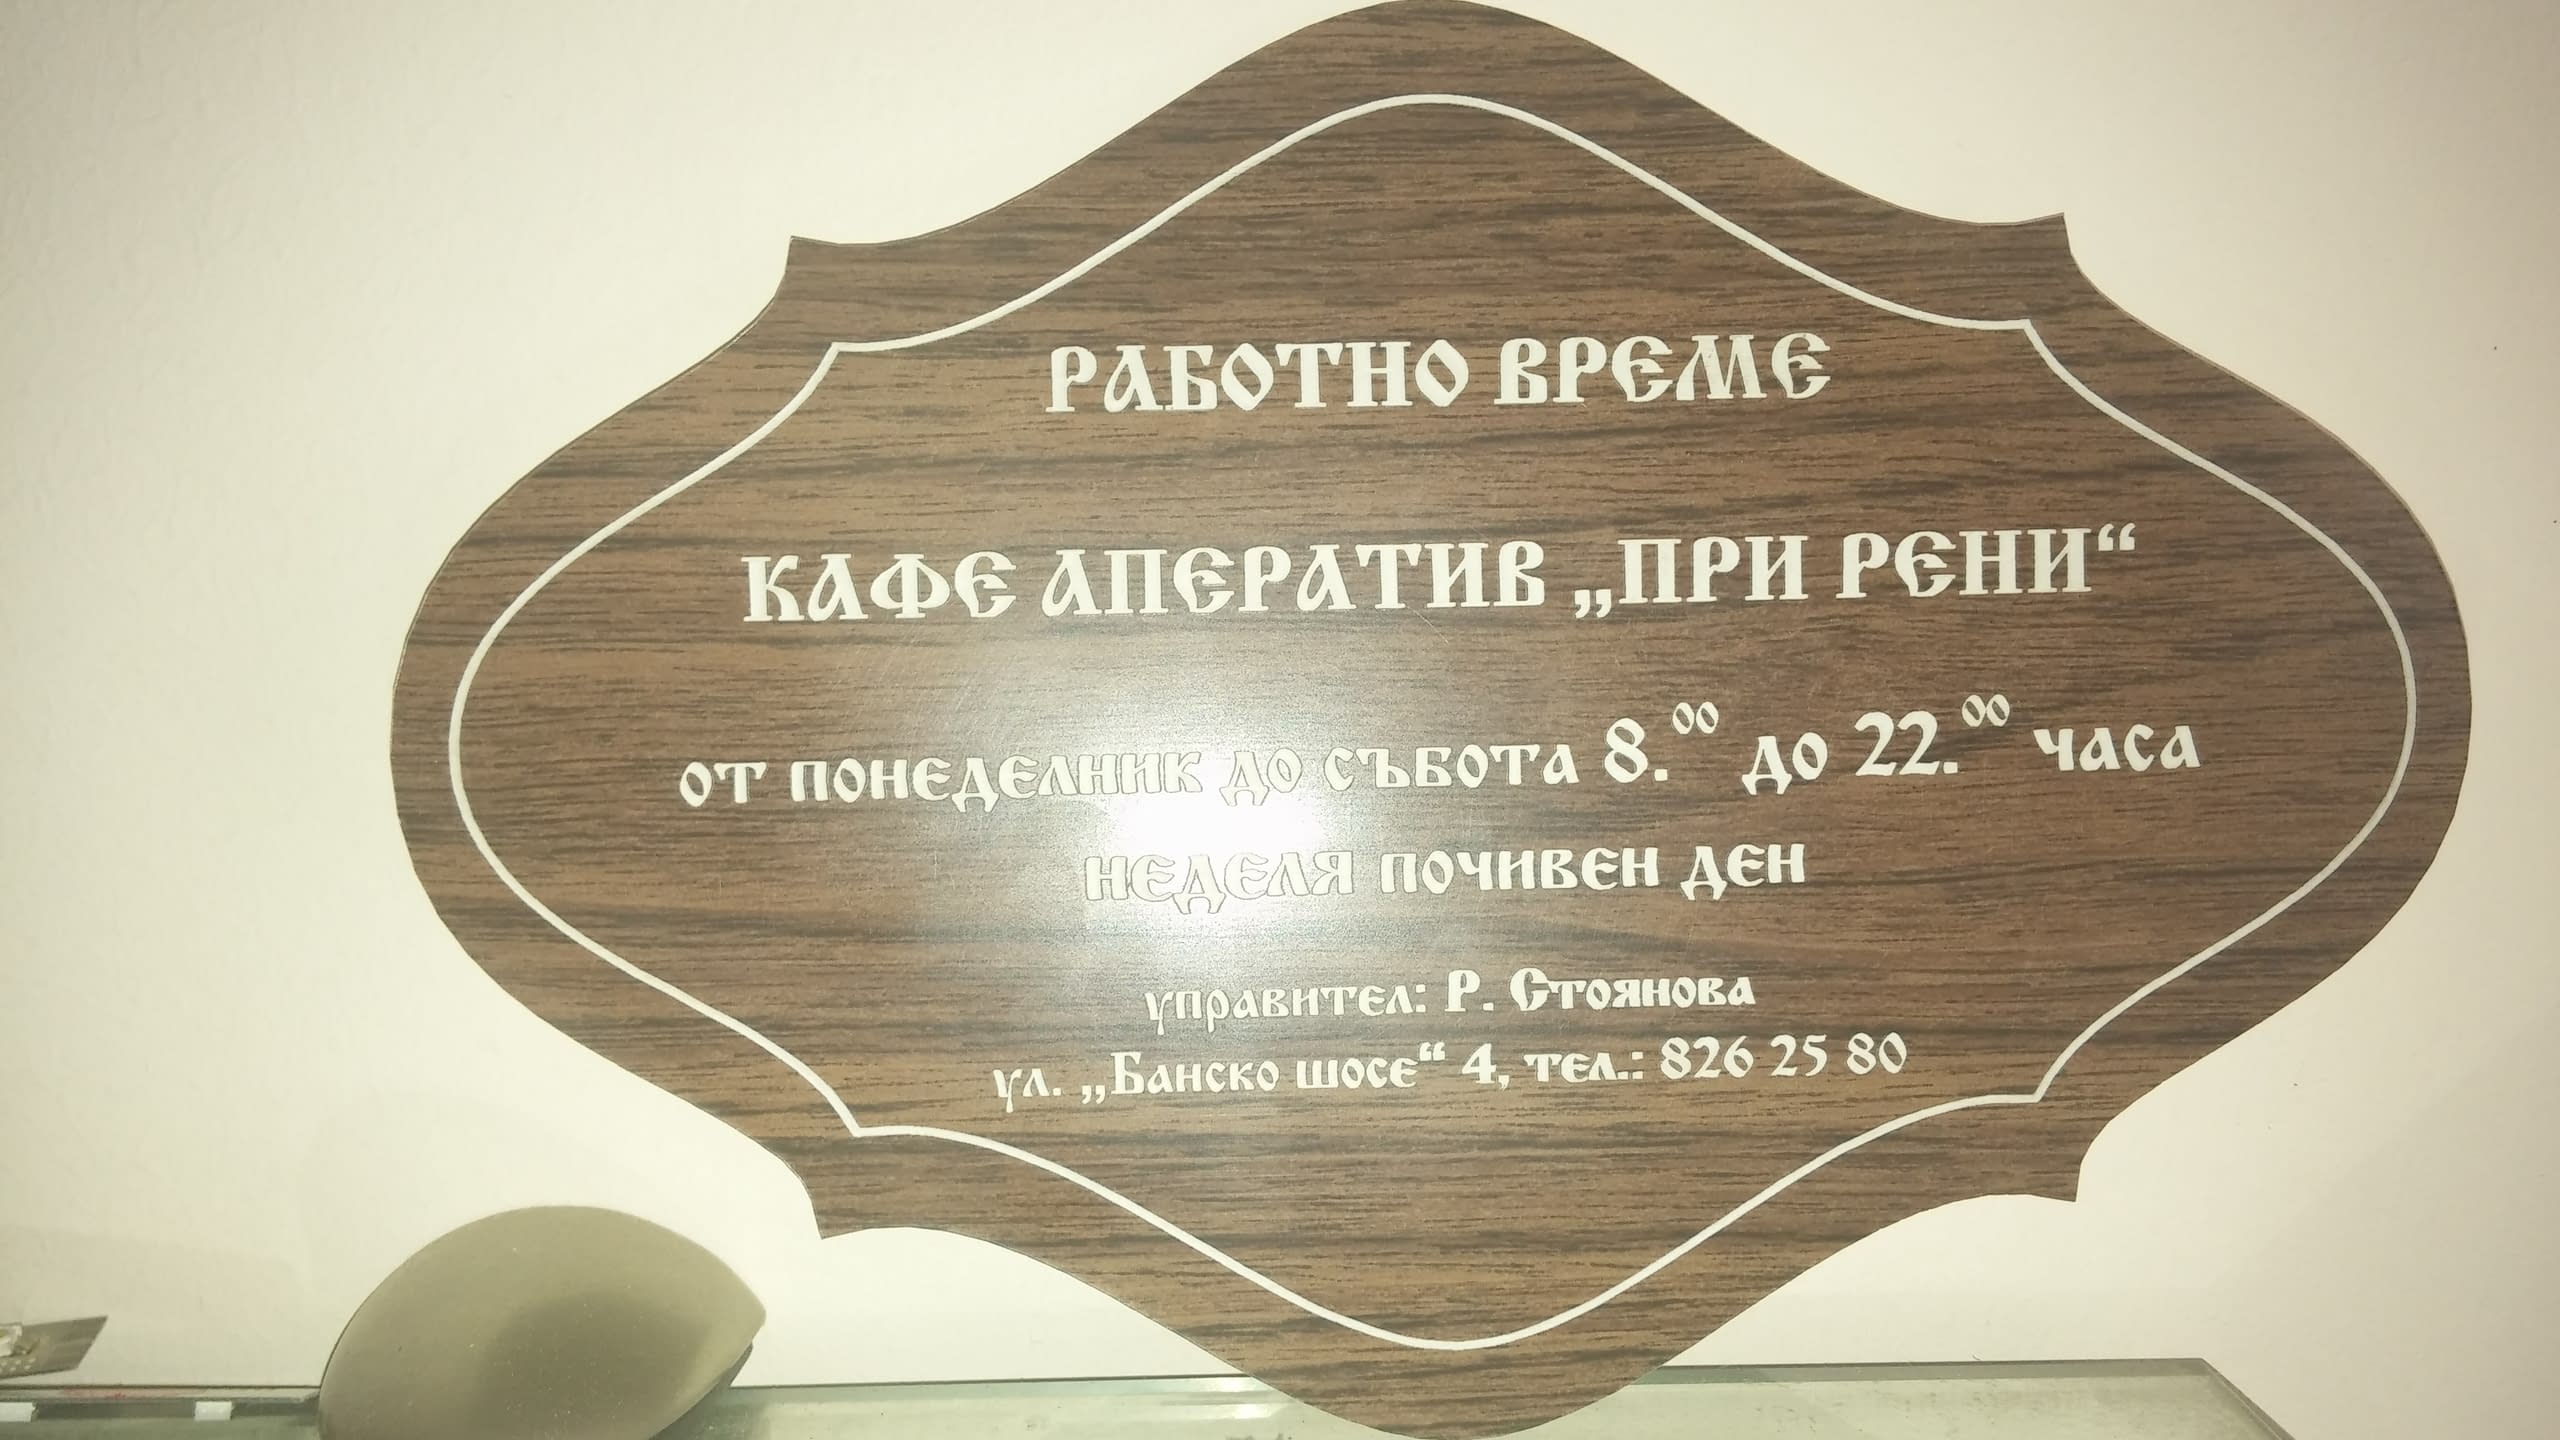 РАБОТНО ВРЕМЕ
КАФЕ АПЕРАТИВ „ПРИ РЕНИ“
от понеделник до събота 8.00 до 22.00 часа
неделя почивен ден
управител: Р. Стоянова
ул. „Банско шосе“ 4, тел.: 826 25 80